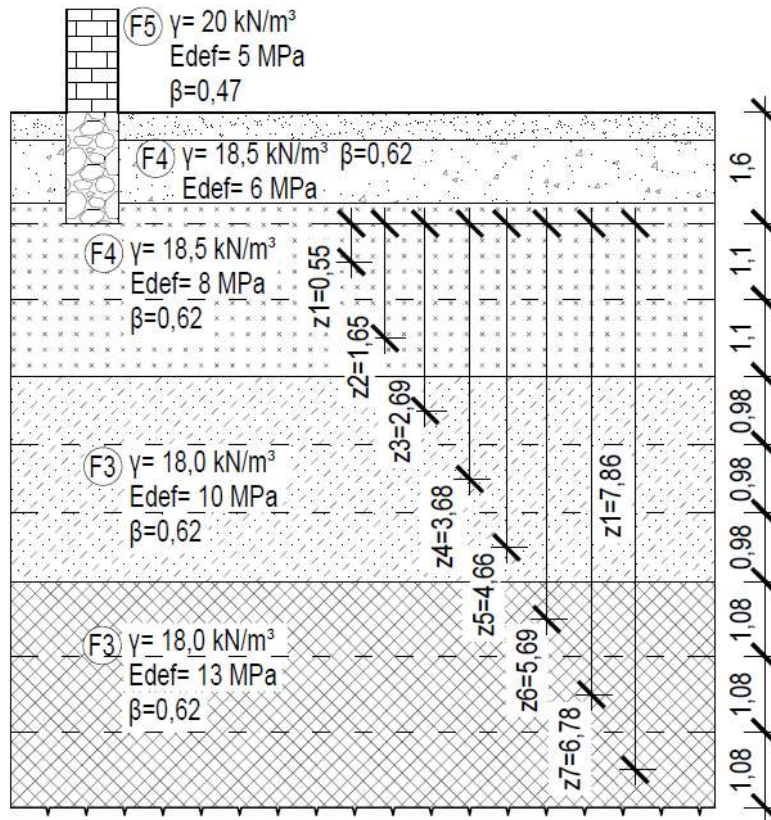 F5 γ= 20 kN/m³
Edef= 5 MPa
β=0,47
F4 γ= 18,5 kN/m³ β=0,62
Edef= 6 MPa
1,6
F4 γ= 18,5 kN/m³
Edef= 8 MPa
β=0,62
z1=0,55
z2=1,65
z3=2,69
z4=3,68
z5=4,66
z6=5,69
z7=6,78
z1=7,86
1,1
1,1
F3 γ= 18,0 kN/m³
Edef= 10 MPa
β=0,62
0,98
0,98
0,98
F3 γ= 18,0 kN/m³
Edef= 13 MPa
β=0,62
1,08
1,08
1,08